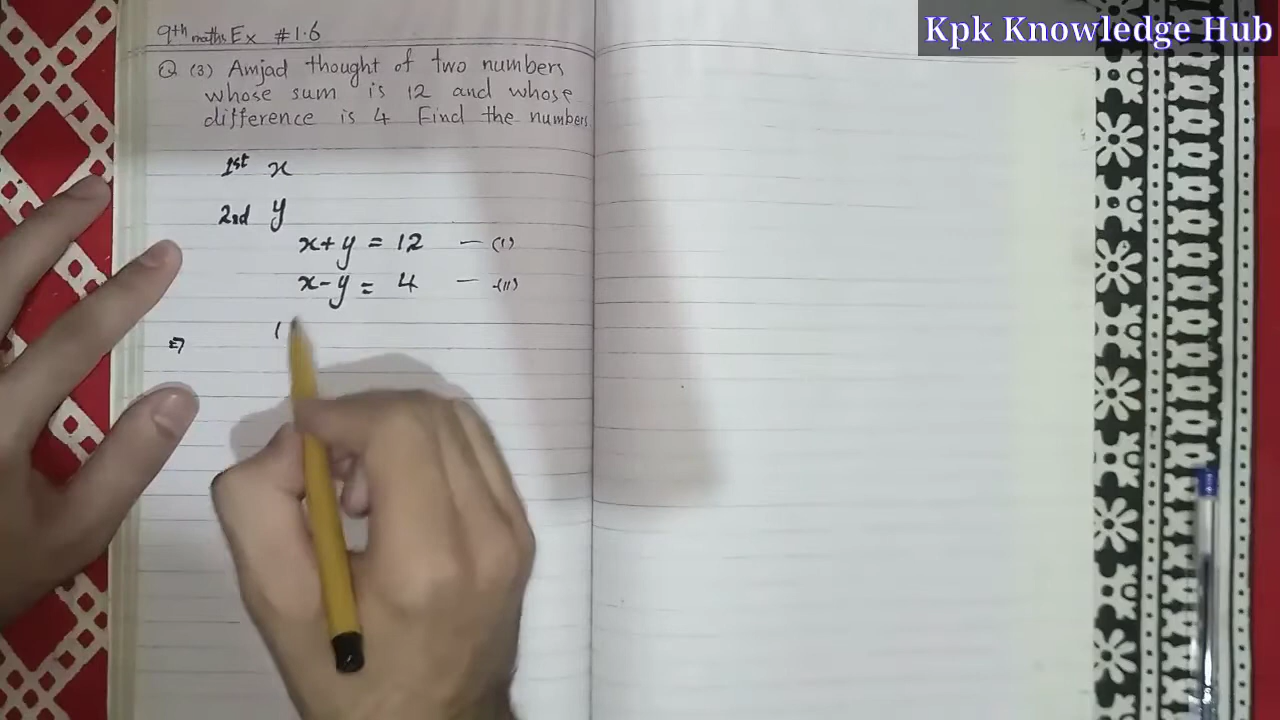 Kpk Knowledge Hub
9th maths Ex #1.6
Q (3) Amjad thought of two numbers
whose sum is 12 and whose
difference is 4 Find the numbers
1st x
2nd y
x+y = 12 — (I)
x-y = 4 — (II)
⇒ (